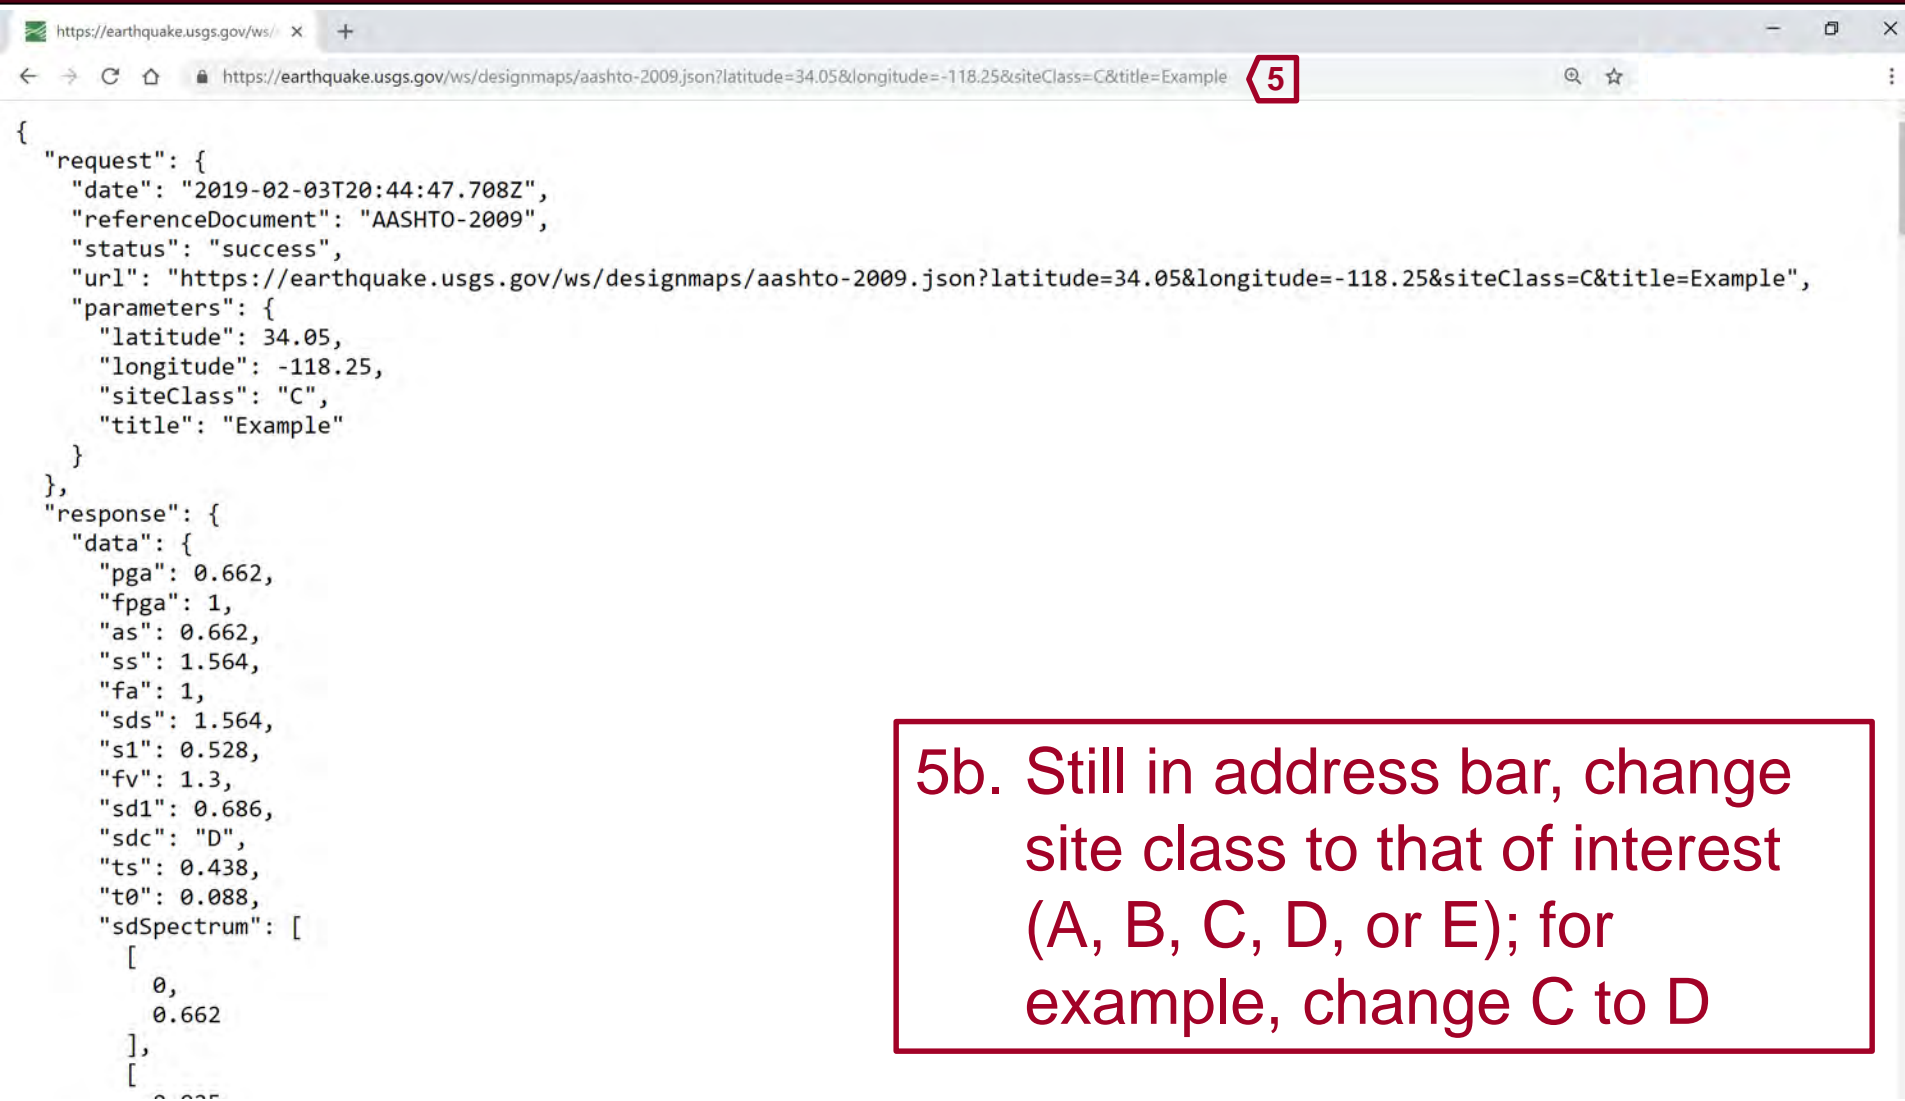 https://earthquake.usgs.gov/ws/
https://earthquake.usgs.gov/ws/designmaps/aashto-2009.json?latitude=34.05&longitude=-118.25&siteClass=C&title=Example
5
{
"request": {
"date": "2019-02-03T20:44:47.708Z",
"referenceDocument": "AASHTO-2009",
"status": "success",
"url": "https://earthquake.usgs.gov/ws/designmaps/aashto-2009.json?latitude=34.05&longitude=-118.25&siteClass=C&title=Example",
"parameters": {
"latitude": 34.05,
"longitude": -118.25,
"siteClass": "C",
"title": "Example"
}
},
"response": {
"data": {
"pga": 0.662,
"fpga": 1,
"as": 0.662,
"ss": 1.564,
"fa": 1,
"sds": 1.564,
"s1": 0.528,
"fv": 1.3,
"sd1": 0.686,
"sdc": "D",
"ts": 0.438,
"t0": 0.088,
"sdSpectrum": [
[
0,
0.662
],
[
5b. Still in address bar, change
site class to that of interest
(A, B, C, D, or E); for
example, change C to D